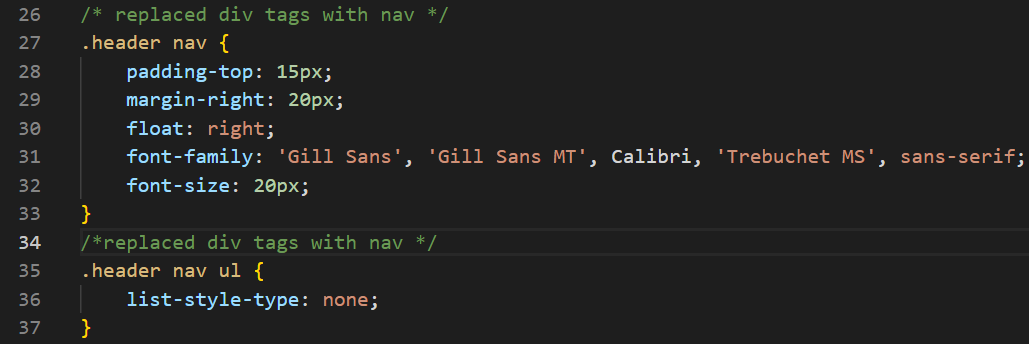 26 /* replaced div tags with nav */
27 .header nav {
28 padding-top: 15px;
29 margin-right: 20px;
30 float: right;
31 font-family: 'Gill Sans', 'Gill Sans MT', Calibri, 'Trebuchet MS', sans-serif;
32 font-size: 20px;
33 }
34 /*replaced div tags with nav */
35 .header nav ul {
36 list-style-type: none;
37 }